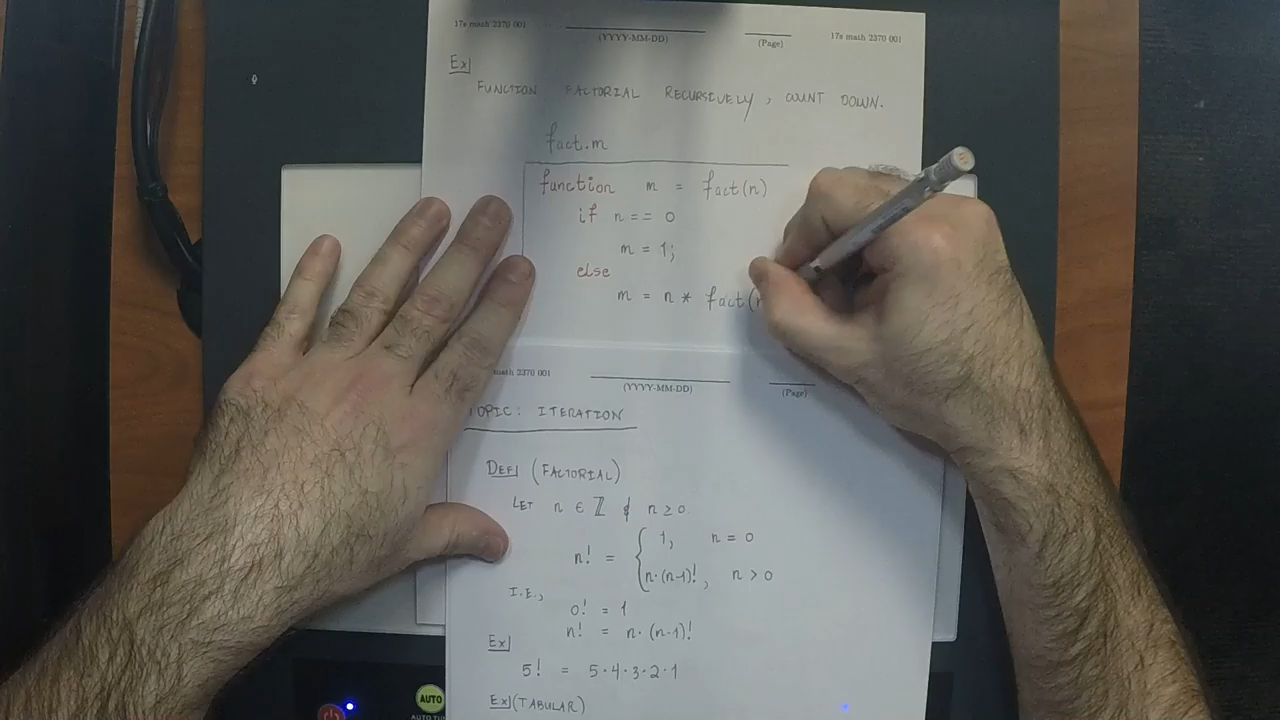 17s math 2370 001 (YYYY-MM-DD) (Page) 17s math 2370 001
Ex
FUNCTION FACTORIAL RECURSIVELY, COUNT DOWN.
fact.m
function m = fact(n)
if n == 0
m = 1;
else
m = n * fact(n
math 2370 001 (YYYY-MM-DD) (Page)
TOPIC: ITERATION
DEF (FACTORIAL)
LET n ∈ ℤ & n ≥ 0.
n! = { 1, n = 0
n·(n-1)!, n > 0
I.E.,
0! = 1
n! = n·(n-1)!
Ex
5! = 5·4·3·2·1
Ex (TABULAR)
AUTO